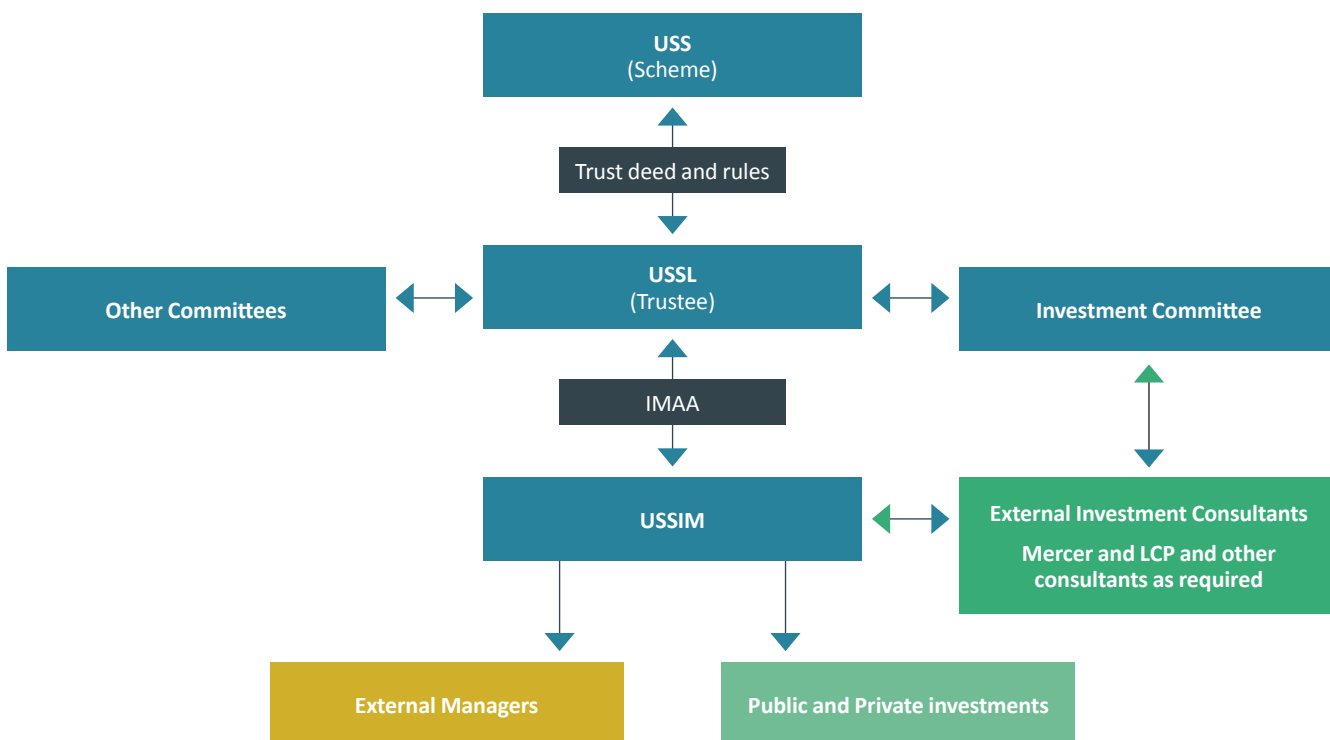 USS
(Scheme)
Trust deed and rules
USSL
(Trustee)
Other Committees
Investment Committee
IMAA
USSIM
External Investment Consultants
Mercer and LCP and other
consultants as required
External Managers
Public and Private investments